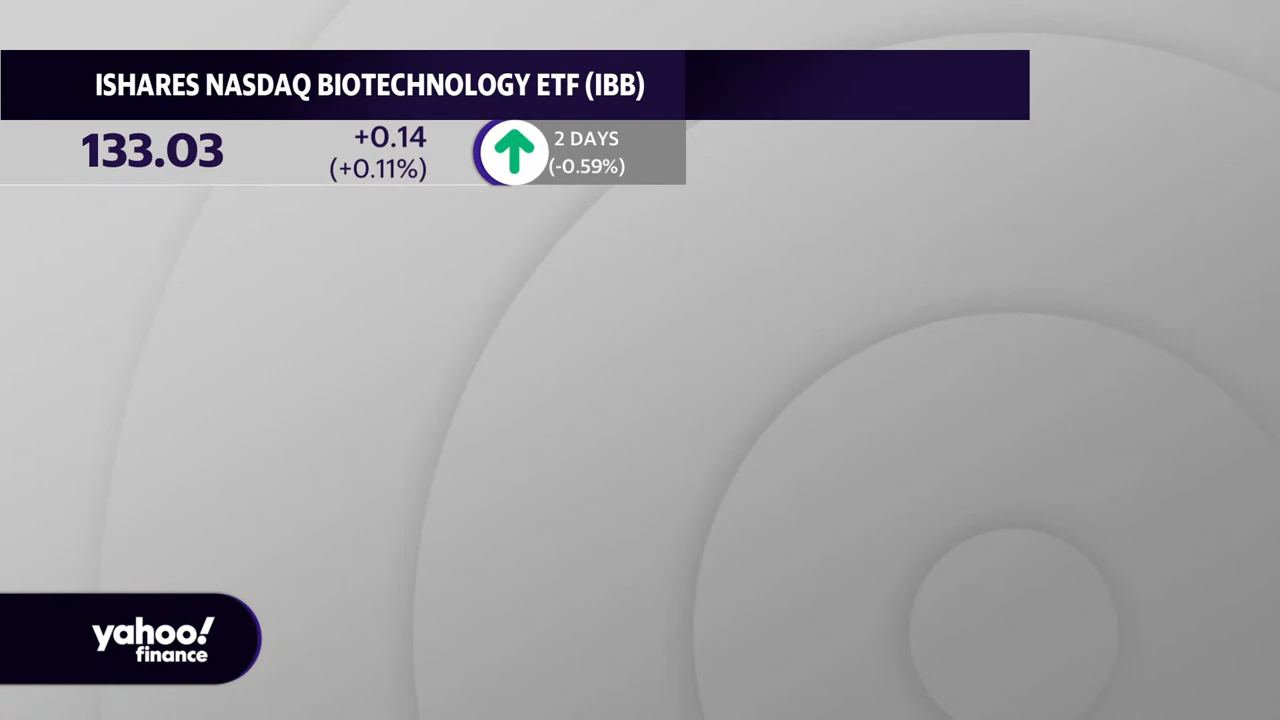 ISHARES NASDAQ BIOTECHNOLOGY ETF (IBB)
133.03
+0.14
(+0.11%)
2 DAYS
(-0.59%)
yahoo!
finance